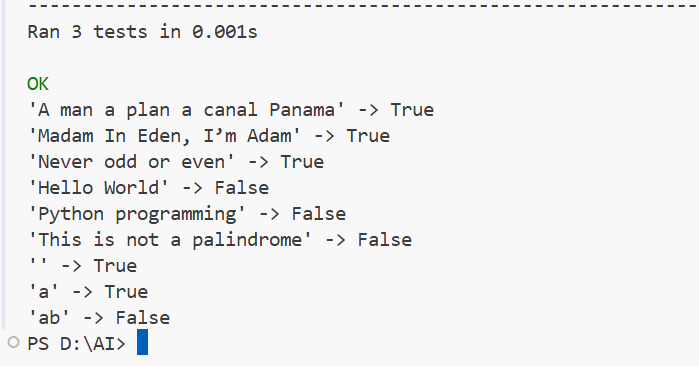 ----------------------------------------------------------------------
Ran 3 tests in 0.001s
OK
'A man a plan a canal Panama' -> True
'Madam In Eden, I’m Adam' -> True
'Never odd or even' -> True
'Hello World' -> False
'Python programming' -> False
'This is not a palindrome' -> False
'' -> True
'a' -> True
'ab' -> False
PS D:\AI>